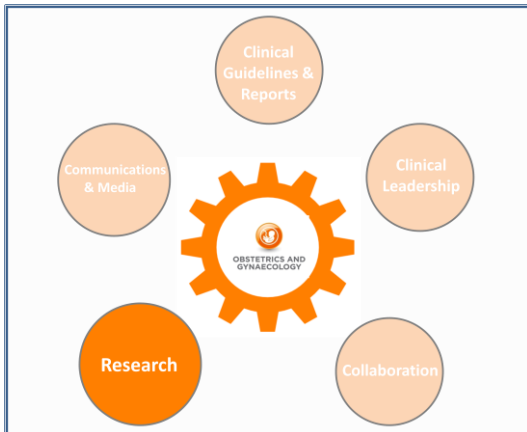 Clinical
Guidelines &
Reports
Communications
& Media
Clinical
Leadership
OBSTETRICS AND
GYNAECOLOGY
Research
Collaboration